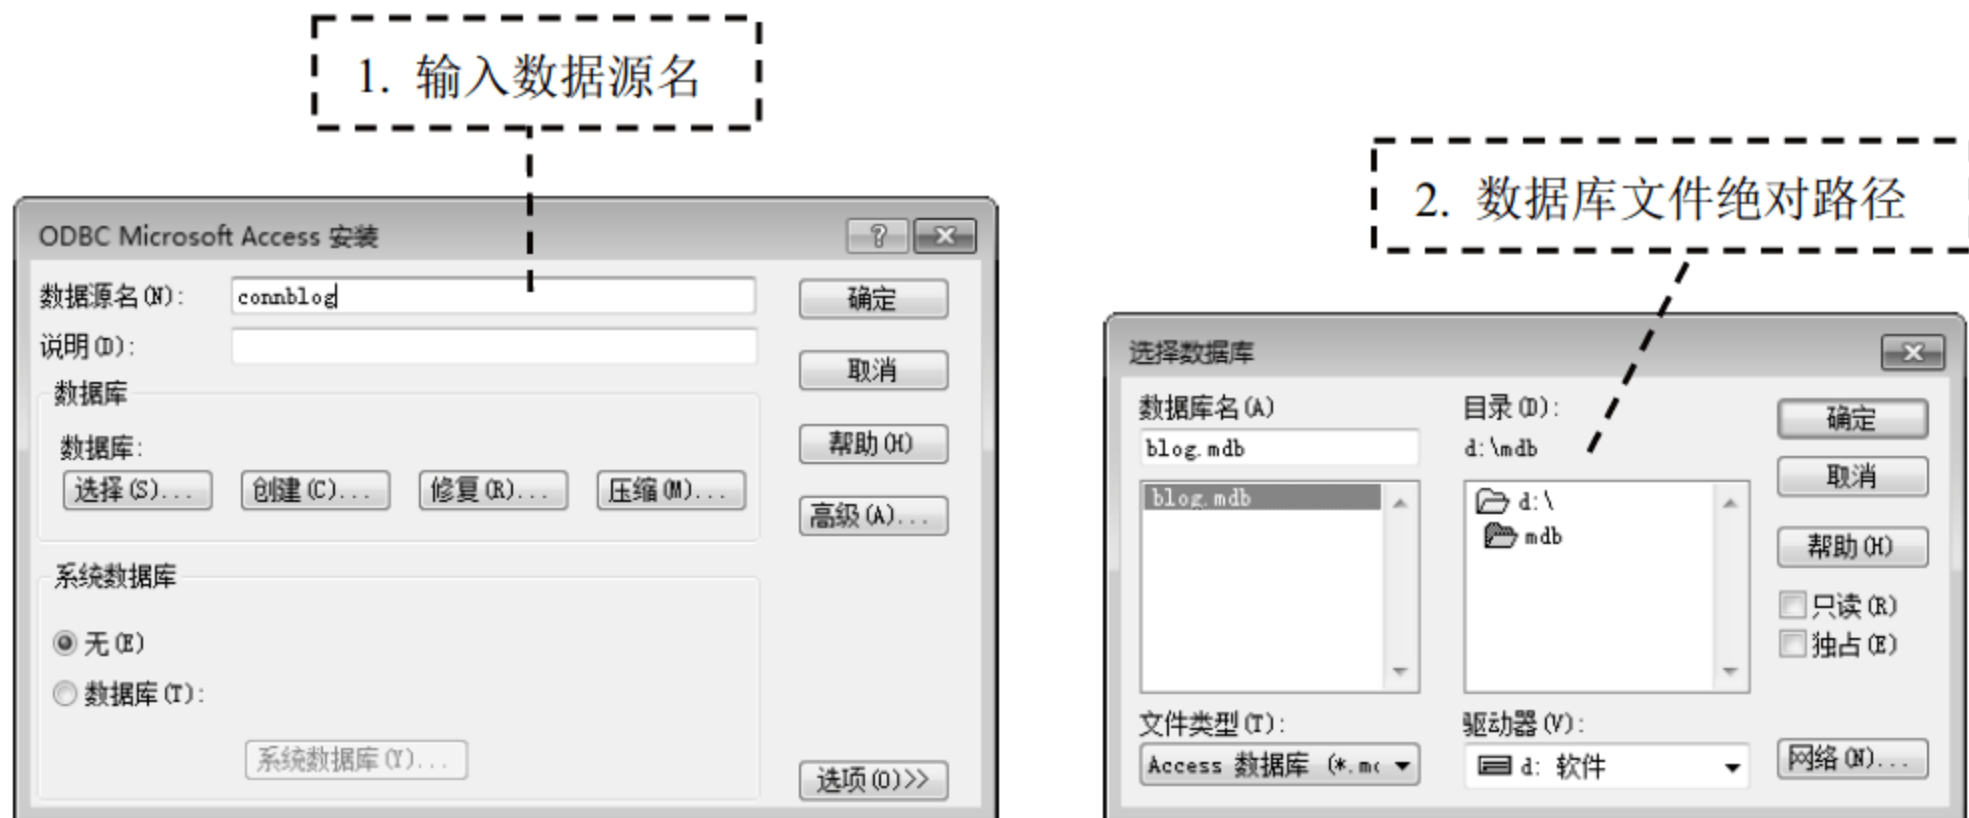 1. 输入数据源名
2. 数据库文件绝对路径
ODBC Microsoft Access 安装
数据源名(N):
connblog
确定
说明(D):
取消
数据库
数据库:
帮助(H)
选择(S)...
创建(C)...
修复(R)...
压缩(M)...
高级(A)...
系统数据库
无(E)
数据库(T):
系统数据库(Y)...
选项(O)>>
选择数据库
数据库名(A)
目录(D):
确定
blog.mdb
d:\mdb
取消
blog.mdb
d:\
mdb
帮助(H)
只读(R)
独占(E)
文件类型(T):
驱动器(V):
Access 数据库 (*.m
d: 软件
网络(N)...